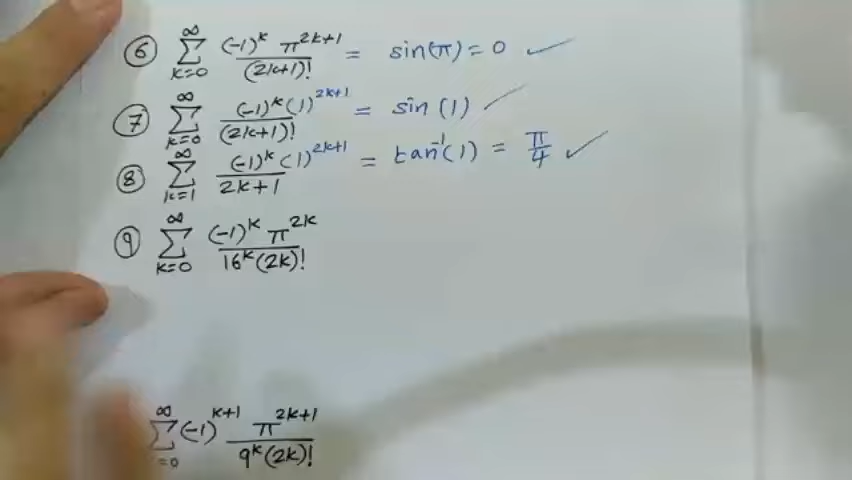 ⑥ ∞ Σ k=0 (-1)^k π^{2k+1} / (2k+1)! = sin(π) = 0 ✓
⑦ ∞ Σ k=0 (-1)^k (1)^{2k+1} / (2k+1)! = sin (1) ✓
⑧ ∞ Σ k=1 (-1)^k (1)^{2k+1} / 2k+1 = tan^{-1}(1) = π/4 ✓
⑨ ∞ Σ k=0 (-1)^k π^{2k} / 16^k (2k)!
∞ Σ =0 (-1)^{k+1} π^{2k+1} / 9^k (2k)!